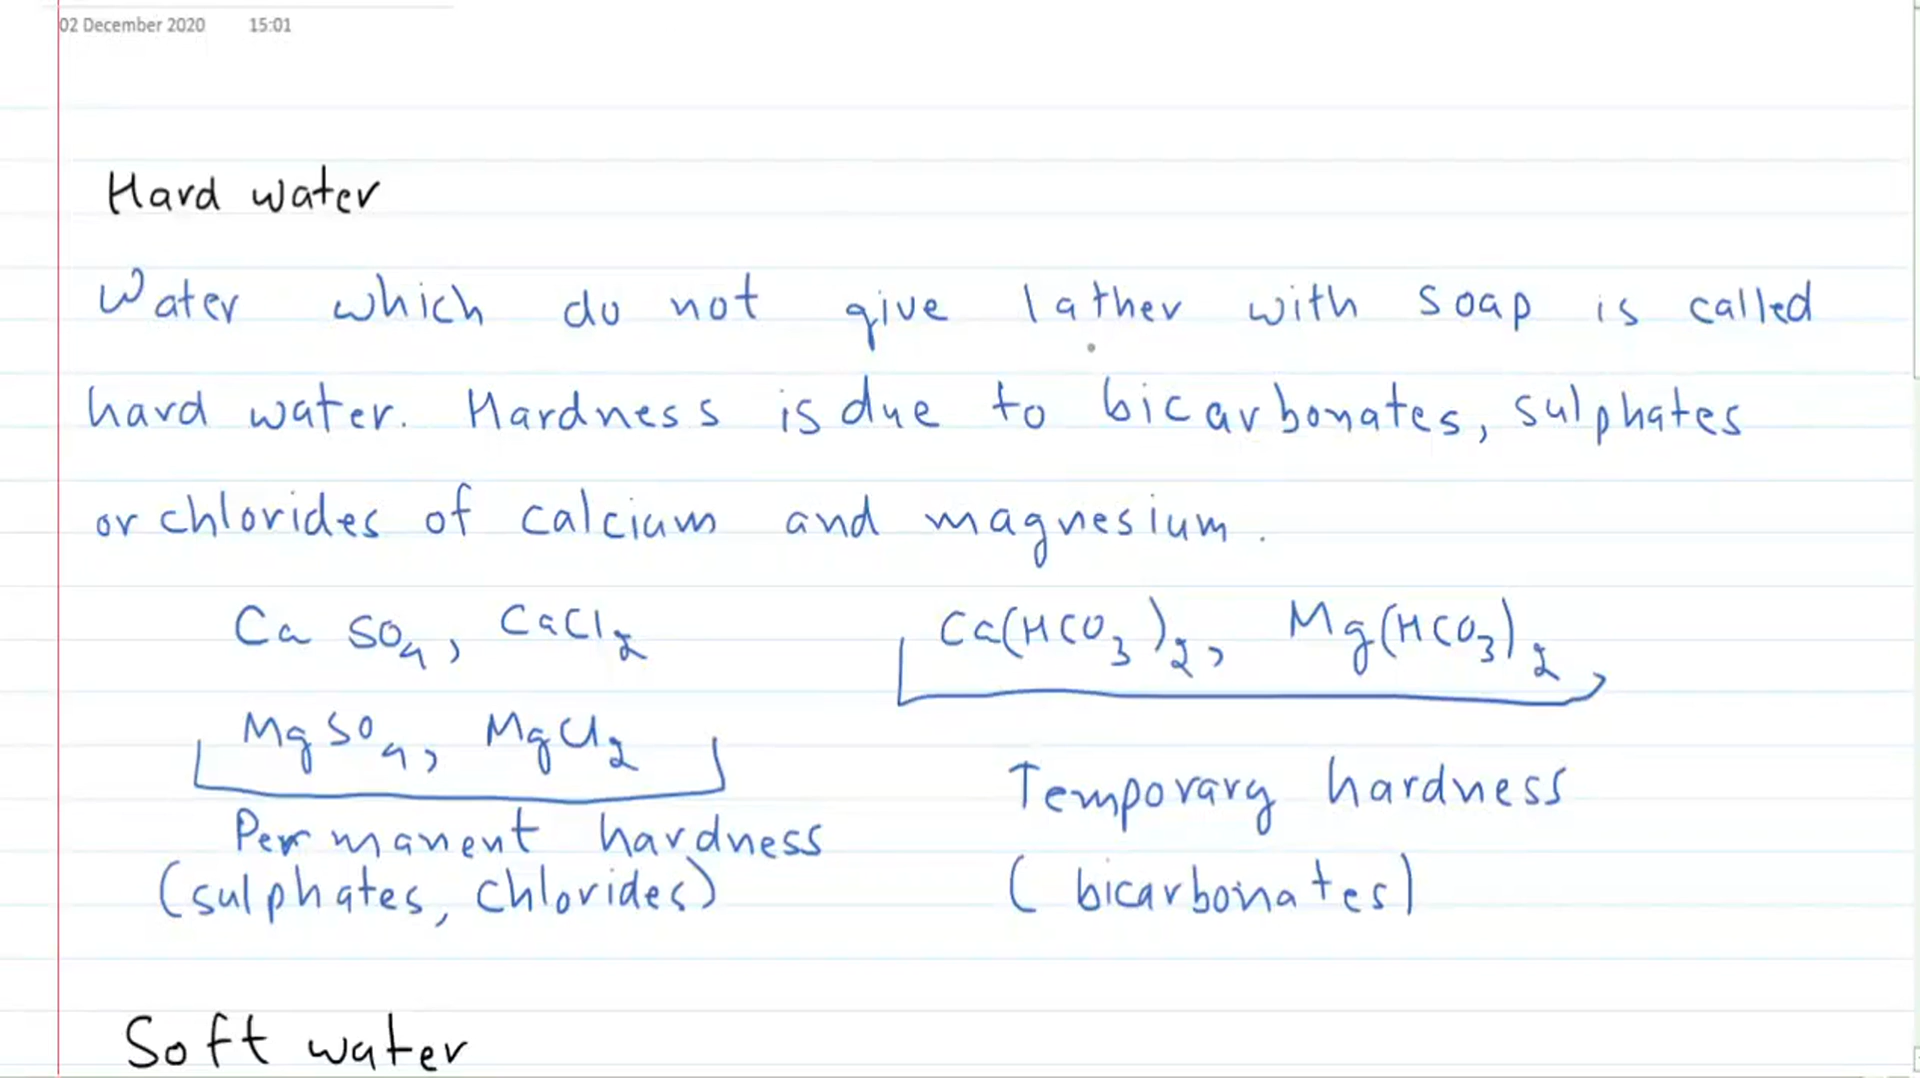 02 December 2020 15:01
Hard water
Water which do not give lather with soap is called
hard water. Hardness is due to bicarbonates, sulphates
or chlorides of calcium and magnesium.
Ca SO₄, CaCl₂ Ca(HCO₃)₂, Mg(HCO₃)₂
MgSO₄, MgCl₂
Permanent hardness Temporary hardness
(sulphates, chlorides) (bicarbonates)
Soft water